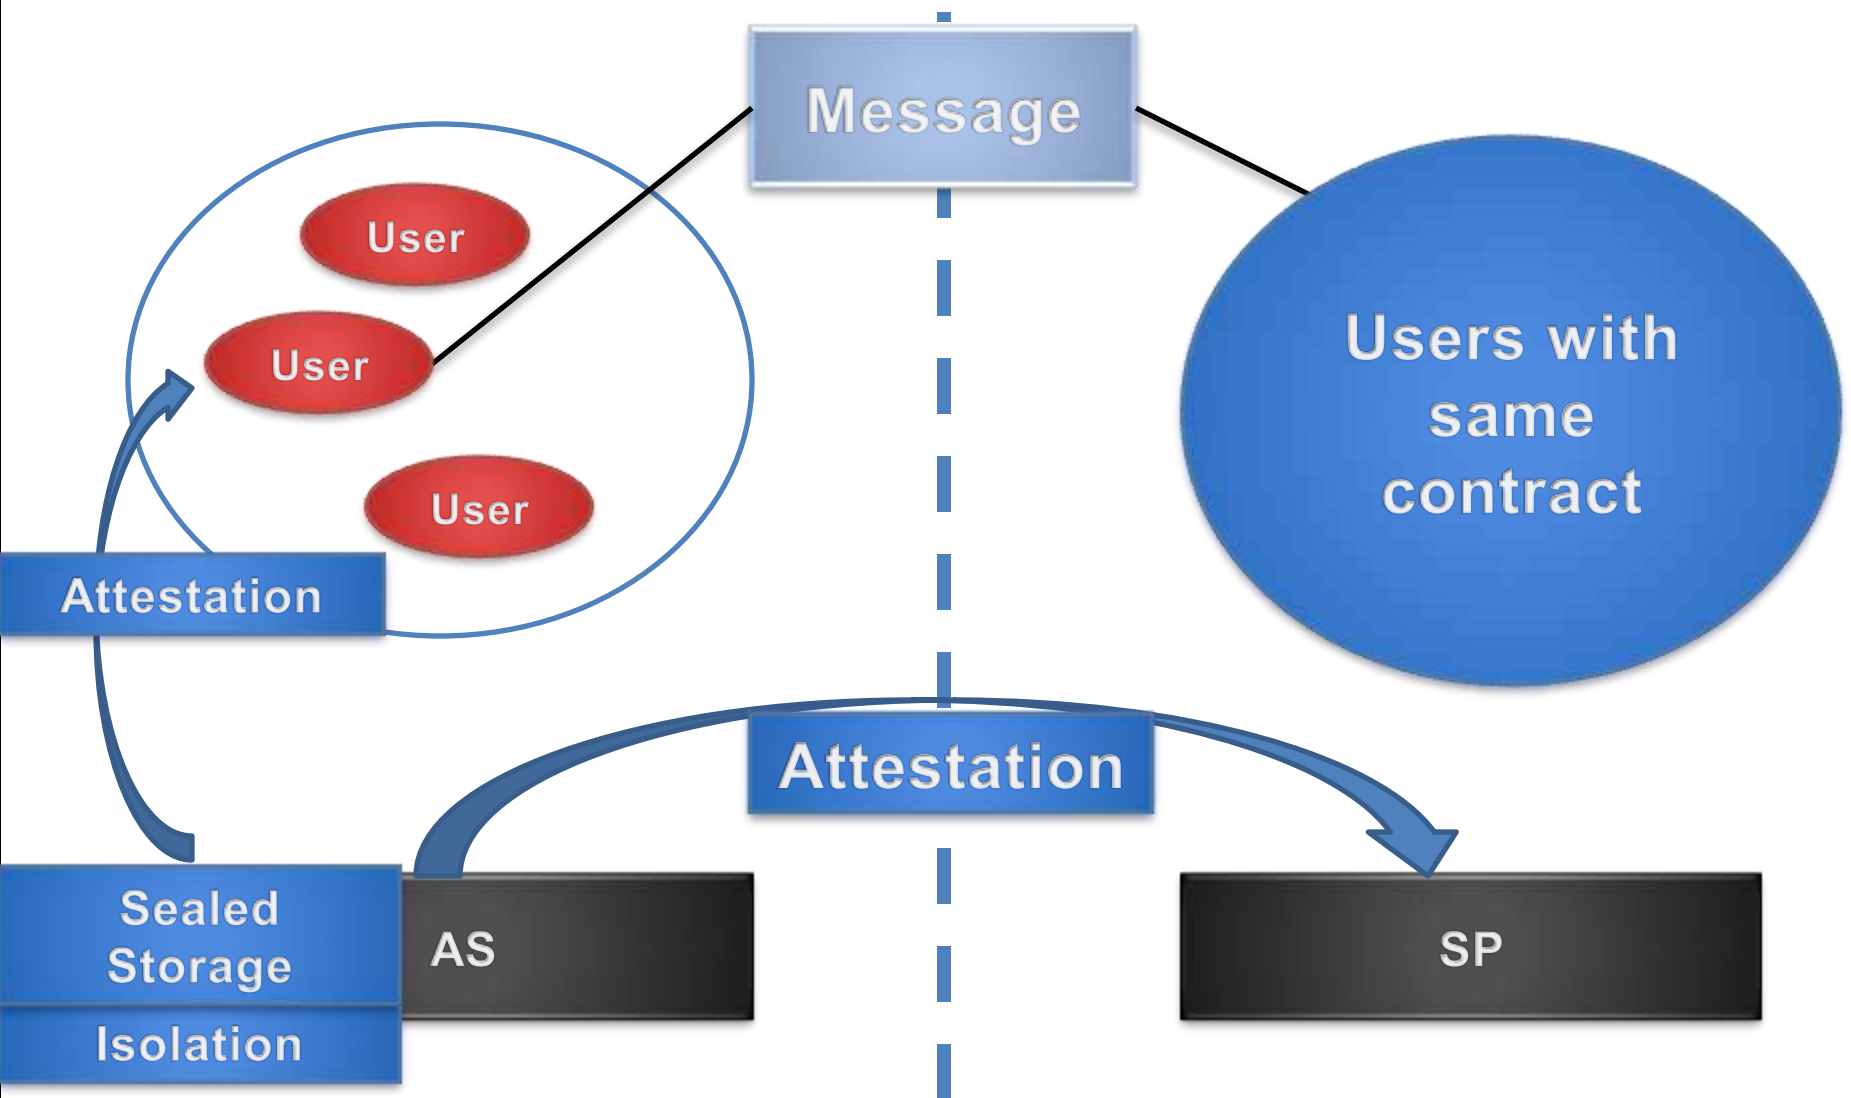 Message
User
User
User
Users with
same
contract
Attestation
Attestation
Sealed
Storage
Isolation
AS
SP